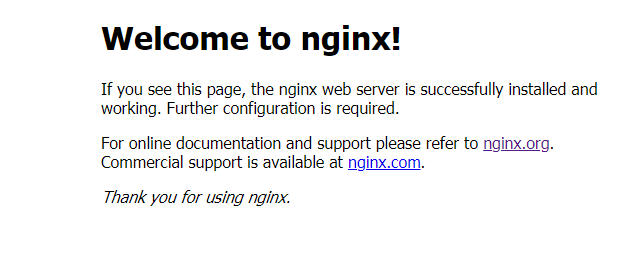 Welcome to nginx!
If you see this page, the nginx web server is successfully installed and
working. Further configuration is required.
For online documentation and support please refer to nginx.org.
Commercial support is available at nginx.com.
Thank you for using nginx.